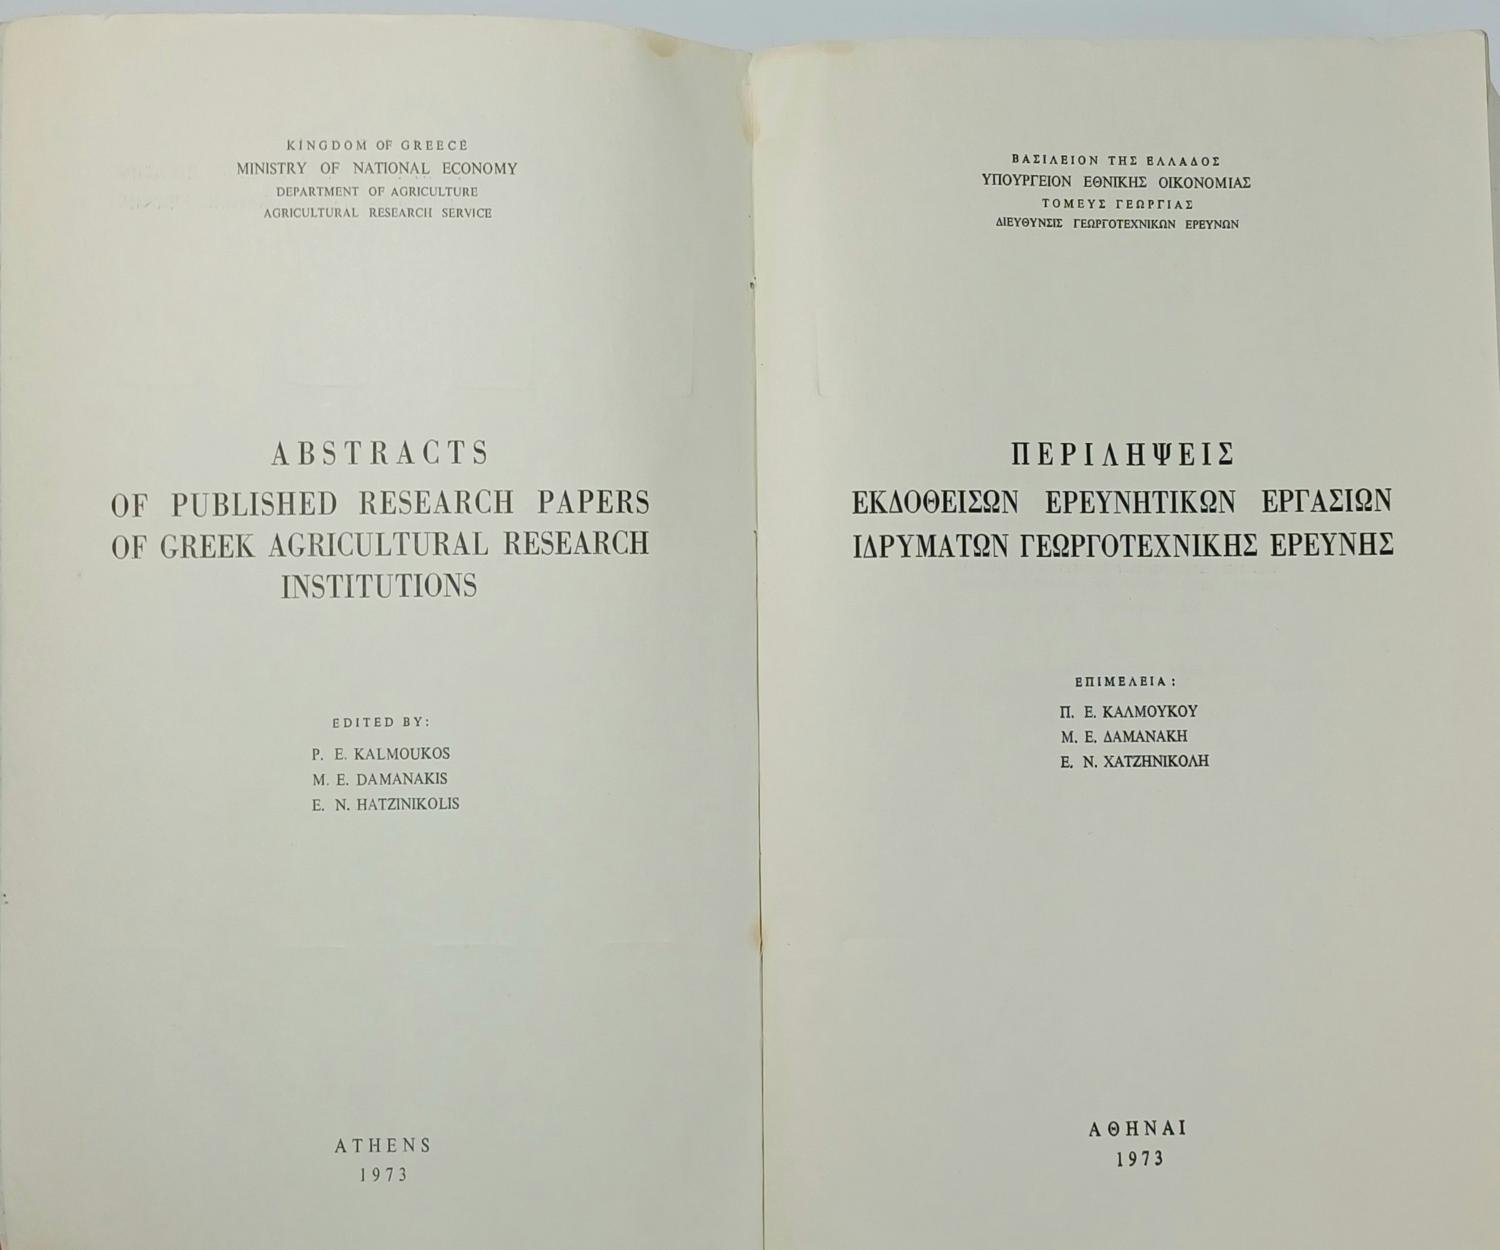 KINGDOM OF GREECE
MINISTRY OF NATIONAL ECONOMY
DEPARTMENT OF AGRICULTURE
AGRICULTURAL RESEARCH SERVICE
ABSTRACTS
OF PUBLISHED RESEARCH PAPERS
OF GREEK AGRICULTURAL RESEARCH
INSTITUTIONS
EDITED BY:
P. E. KALMOUKOS
M. E. DAMANAKIS
E. N. HATZINIKOLIS
ATHENS
1973
ΒΑΣΙΛΕΙΟΝ ΤΗΣ ΕΛΛΑΔΟΣ
ΥΠΟΥΡΓΕΙΟΝ ΕΘΝΙΚΗΣ ΟΙΚΟΝΟΜΙΑΣ
ΤΟΜΕΥΣ ΓΕΩΡΓΙΑΣ
ΔΙΕΥΘΥΝΣΙΣ ΓΕΩΡΓΟΤΕΧΝΙΚΩΝ ΕΡΕΥΝΩΝ
ΠΕΡΙΛΗΨΕΙΣ
ΕΚΔΟΘΕΙΣΩΝ ΕΡΕΥΝΗΤΙΚΩΝ ΕΡΓΑΣΙΩΝ
ΙΔΡΥΜΑΤΩΝ ΓΕΩΡΓΟΤΕΧΝΙΚΗΣ ΕΡΕΥΝΗΣ
ΕΠΙΜΕΛΕΙΑ:
Π. Ε. ΚΑΛΜΟΥΚΟΥ
Μ. Ε. ΔΑΜΑΝΑΚΗ
Ε. Ν. ΧΑΤΖΗΝΙΚΟΛΗ
ΑΘΗΝΑΙ
1973